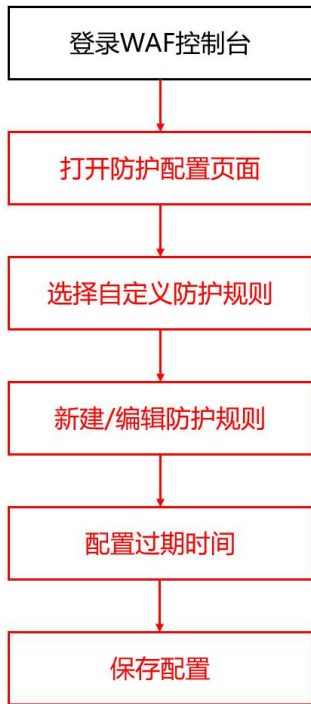 登录WAF控制台
打开防护配置页面
选择自定义防护规则
新建/编辑防护规则
配置过期时间
保存配置